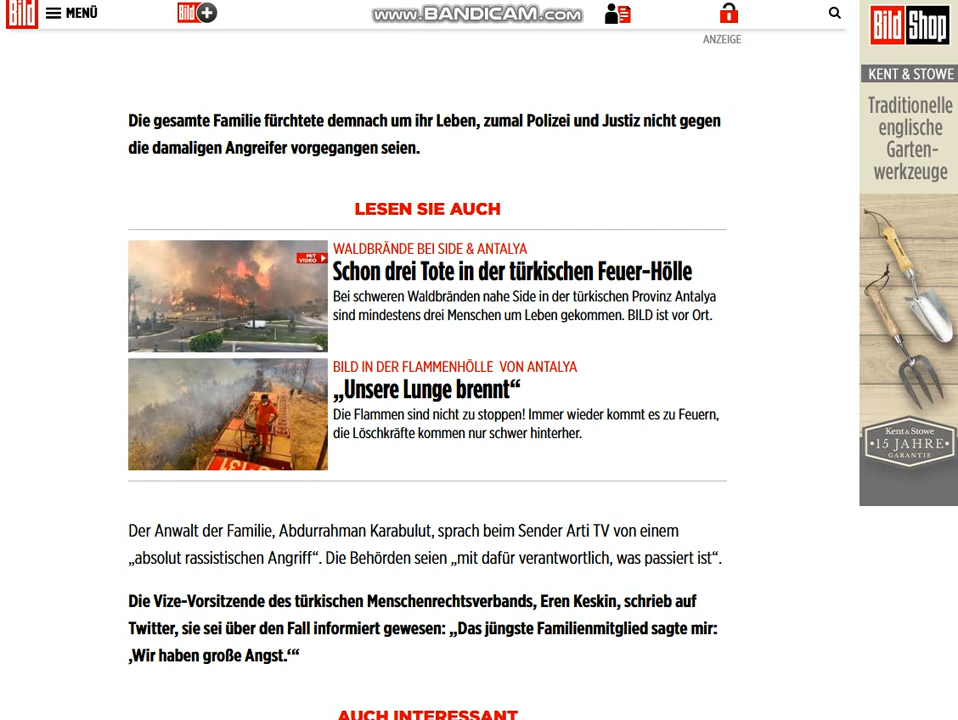 Bild
MENÜ
Bild
www.BANDICAM.com
ANZEIGE
Die gesamte Familie fürchtete demnach um ihr Leben, zumal Polizei und Justiz nicht gegen
die damaligen Angreifer vorgegangen seien.
LESEN SIE AUCH
MIT
VIDEO
WALDBRÄNDE BEI SIDE & ANTALYA
Schon drei Tote in der türkischen Feuer-Hölle
Bei schweren Waldbränden nahe Side in der türkischen Provinz Antalya
sind mindestens drei Menschen um Leben gekommen. BILD ist vor Ort.
BILD IN DER FLAMMENHÖLLE VON ANTALYA
„Unsere Lunge brennt“
Die Flammen sind nicht zu stoppen! Immer wieder kommt es zu Feuern,
die Löschkräfte kommen nur schwer hinterher.
Der Anwalt der Familie, Abdurrahman Karabulut, sprach beim Sender Arti TV von einem
„absolut rassistischen Angriff“. Die Behörden seien „mit dafür verantwortlich, was passiert ist“.
Die Vize-Vorsitzende des türkischen Menschenrechtsverbands, Eren Keskin, schrieb auf
Twitter, sie sei über den Fall informiert gewesen: „Das jüngste Familienmitglied sagte mir:
‚Wir haben große Angst.‘“
AUCH INTERESSANT
Bild Shop
KENT & STOWE
Traditionelle
englische
Garten-
werkzeuge
Kent & Stowe
15 JAHRE
GARANTIE